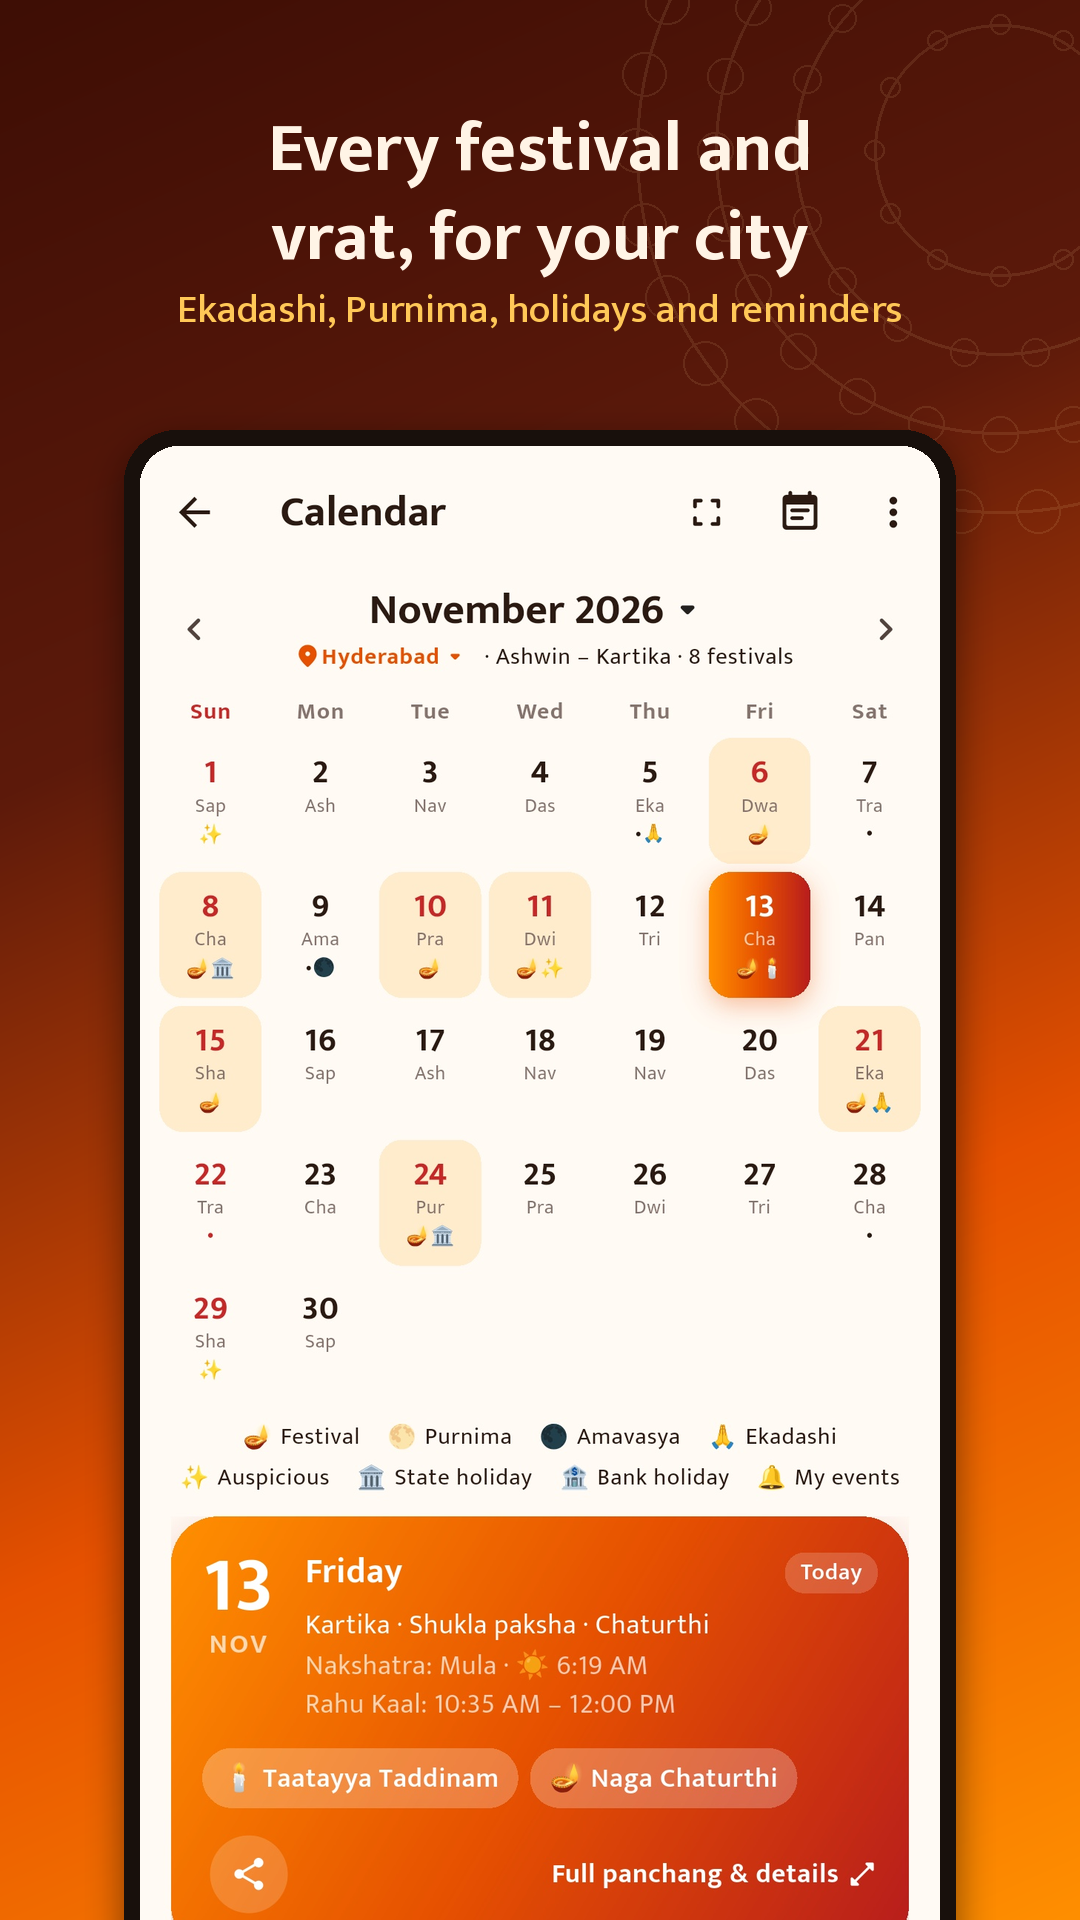 Every festival and
vrat, for your city
Ekadashi, Purnima, holidays and reminders
Calendar
November 2026
Hyderabad · Ashwin – Kartika · 8 festivals
Sun Mon Tue Wed Thu Fri Sat
1 2 3 4 5 6 7
Sap Ash Nav Das Eka Dwa Tra
8 9 10 11 12 13 14
Cha Ama Pra Dwi Tri Cha Pan
15 16 17 18 19 20 21
Sha Sap Ash Nav Nav Das Eka
22 23 24 25 26 27 28
Tra Cha Pur Pra Dwi Tri Cha
29 30
Sha Sap
Festival Purnima Amavasya Ekadashi
Auspicious State holiday Bank holiday My events
13 Friday Today
NOV Kartika · Shukla paksha · Chaturthi
Nakshatra: Mula · ☀️ 6:19 AM
Rahu Kaal: 10:35 AM – 12:00 PM
Taatayya Taddinam Naga Chaturthi
Full panchang & details